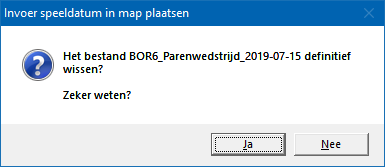 Invoer speeldatum in map plaatsen
Het bestand BOR6_Parenwedstrijd_2019-07-15 definitief
wissen?
Zeker weten?
Ja
Nee